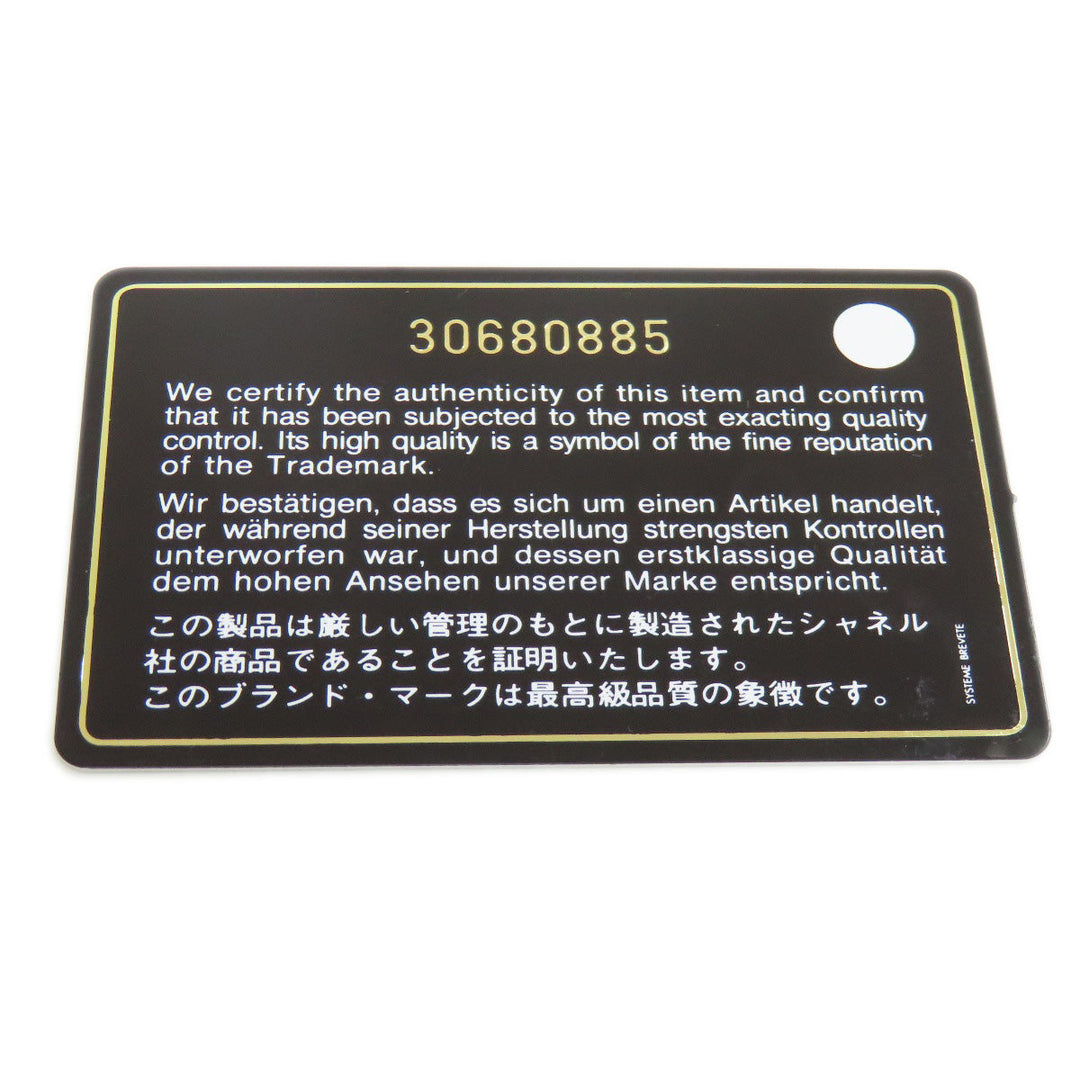 30680885
We certify the authenticity of this item and confirm
that it has been subjected to the most exacting quality
control. Its high quality is a symbol of the fine reputation
of the Trademark.
Wir bestätigen, dass es sich um einen Artikel handelt,
der während seiner Herstellung strengsten Kontrollen
unterworfen war, und dessen erstklassige Qualität
dem hohen Ansehen unserer Marke entspricht.
この製品は厳しい管理のもとに製造されたシャネル
社の商品であることを証明いたします。
このブランド・マークは最高級品質の象徴です。
SYSTEME BREVETE